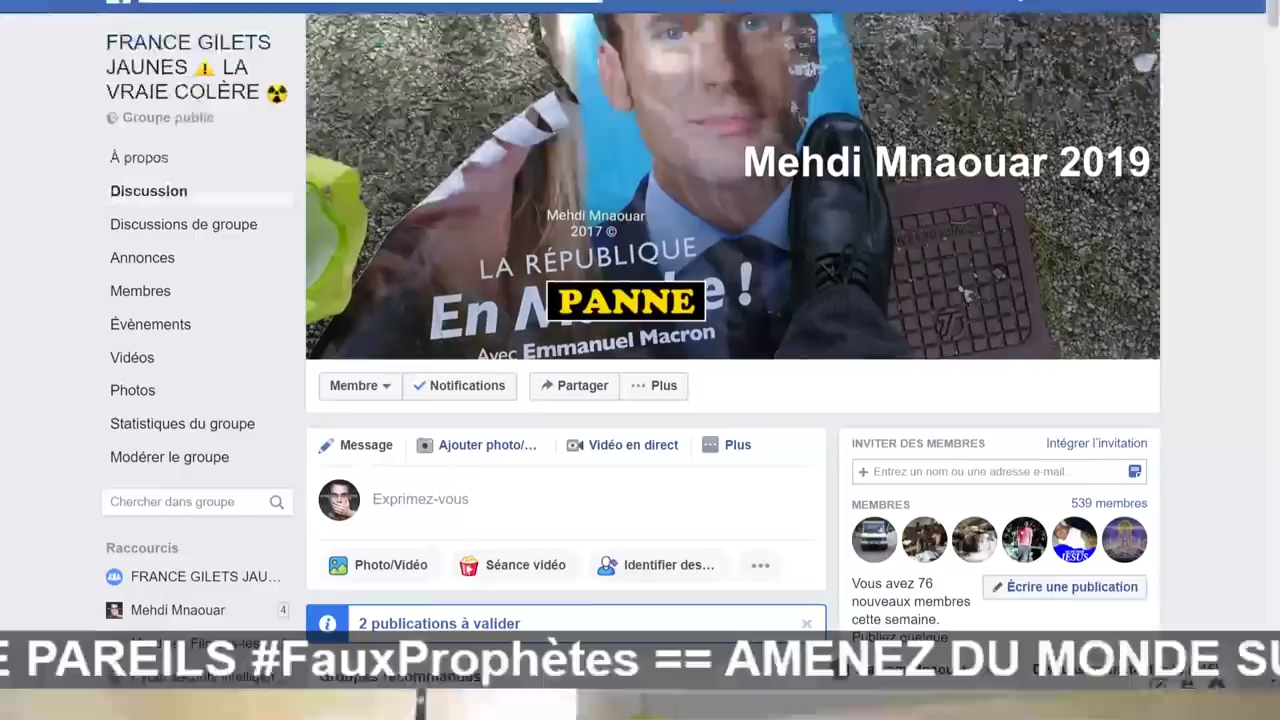 FRANCE GILETS
JAUNES ⚠ LA
VRAIE COLÈRE ☢
Groupe public
À propos
Discussion
Discussions de groupe
Annonces
Membres
Évènements
Vidéos
Photos
Statistiques du groupe
Modérer le groupe
Chercher dans groupe
Raccourcis
FRANCE GILETS JAU...
Mehdi Mnaouar 4
Mehdi Mnaouar 2019
Mehdi Mnaouar
2017 ©
LA RÉPUBLIQUE
En M e !
PANNE
Avec Emmanuel Macron
Membre Notifications Partager ··· Plus
Message Ajouter photo/... Vidéo en direct Plus
Exprimez-vous
Photo/Vidéo Séance vidéo Identifier des...
2 publications à valider
INVITER DES MEMBRES Intégrer l'invitation
+ Entrez un nom ou une adresse e-mail...
MEMBRES 539 membres
JESUS
Vous avez 76
nouveaux membres
cette semaine.
Publiez quelque
Écrire une publication
E PAREILS #FauxProphètes == AMENEZ DU MONDE SU
Groupes recommandés